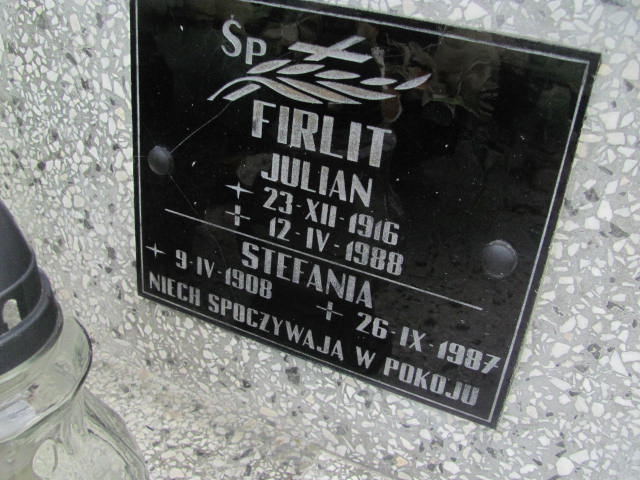 ŚP
FIRLIT
JULIAN
23-XII-1916
12-IV-1988
STEFANIA
9-IV-1908 26-IX-1987
NIECH SPOCZYWAJĄ W POKOJU